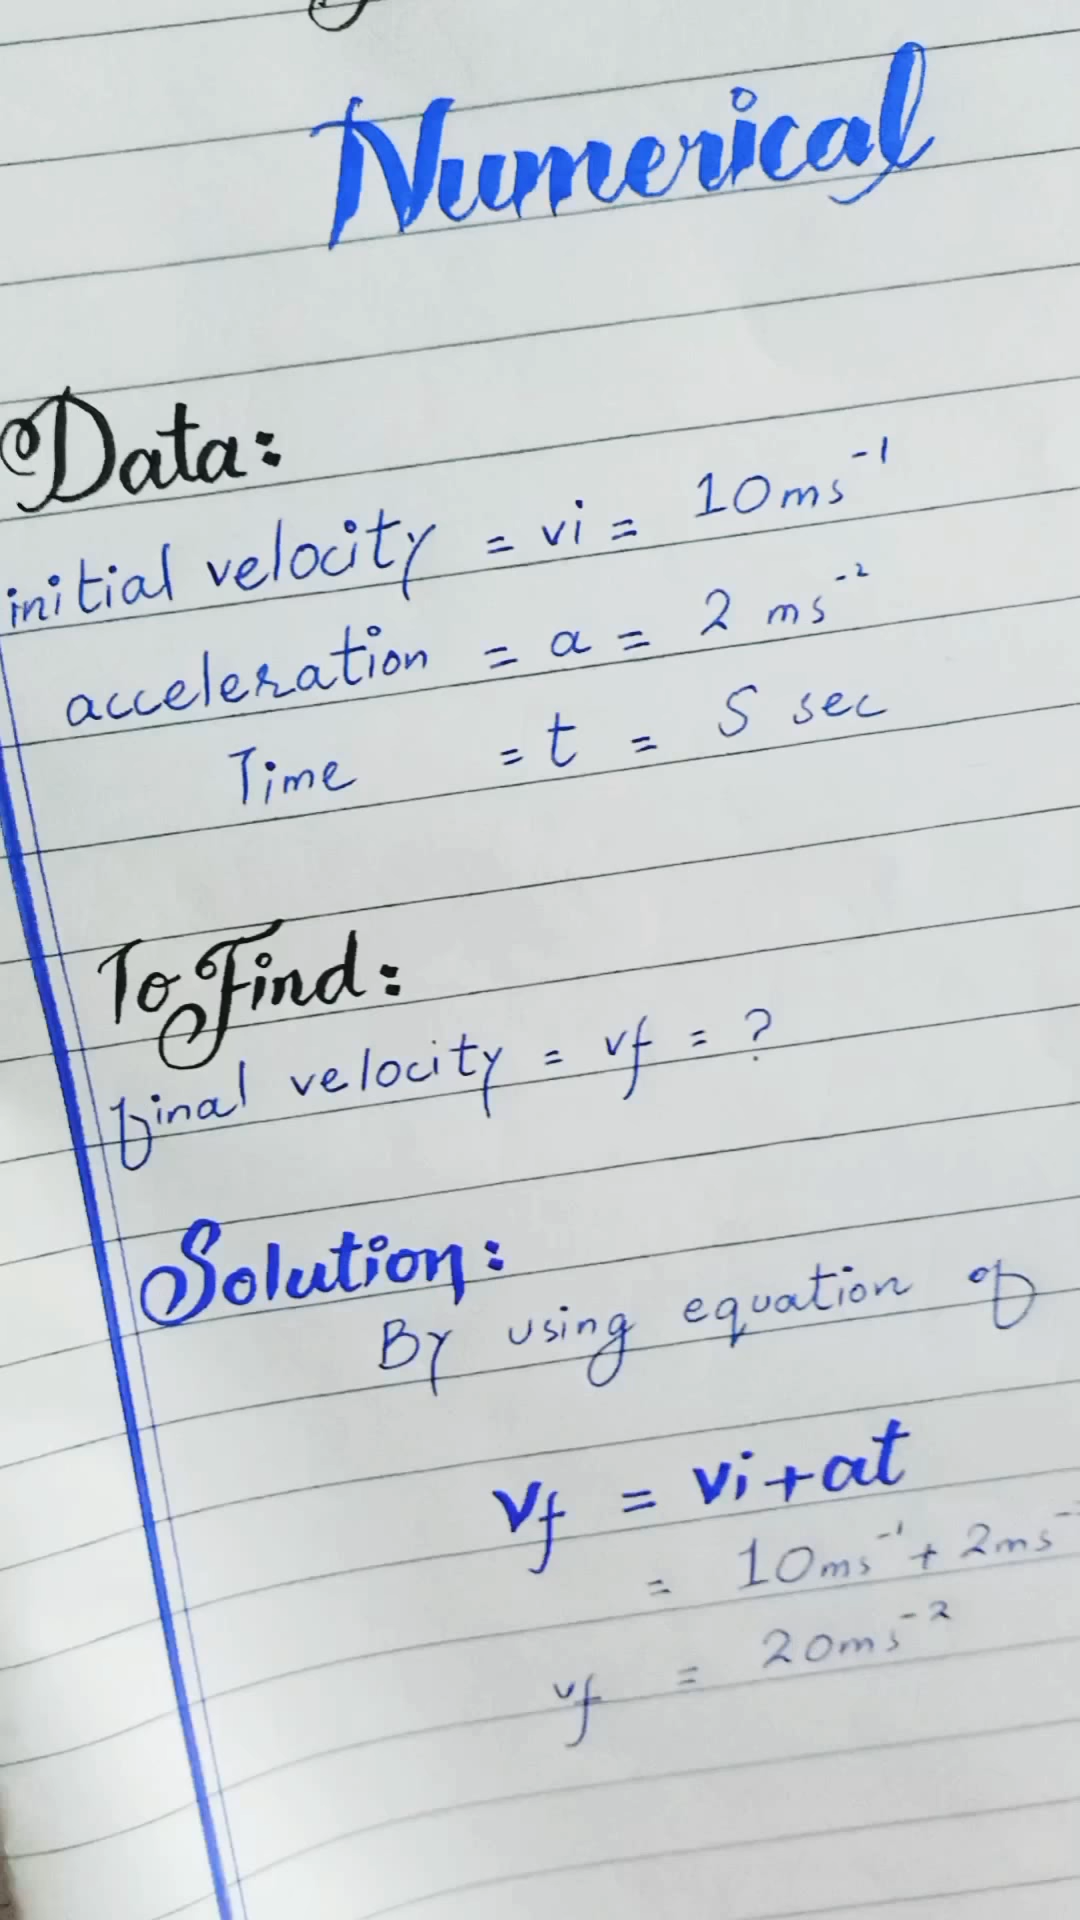 Numerical
Data:
initial velocity = vi = 10ms⁻¹
acceleration = a = 2 ms⁻²
Time = t = 5 sec
To Find:
final velocity = vf = ?
Solution:
By using equation of
vf = vi+at
= 10ms⁻¹ + 2ms⁻
vf = 20ms⁻²